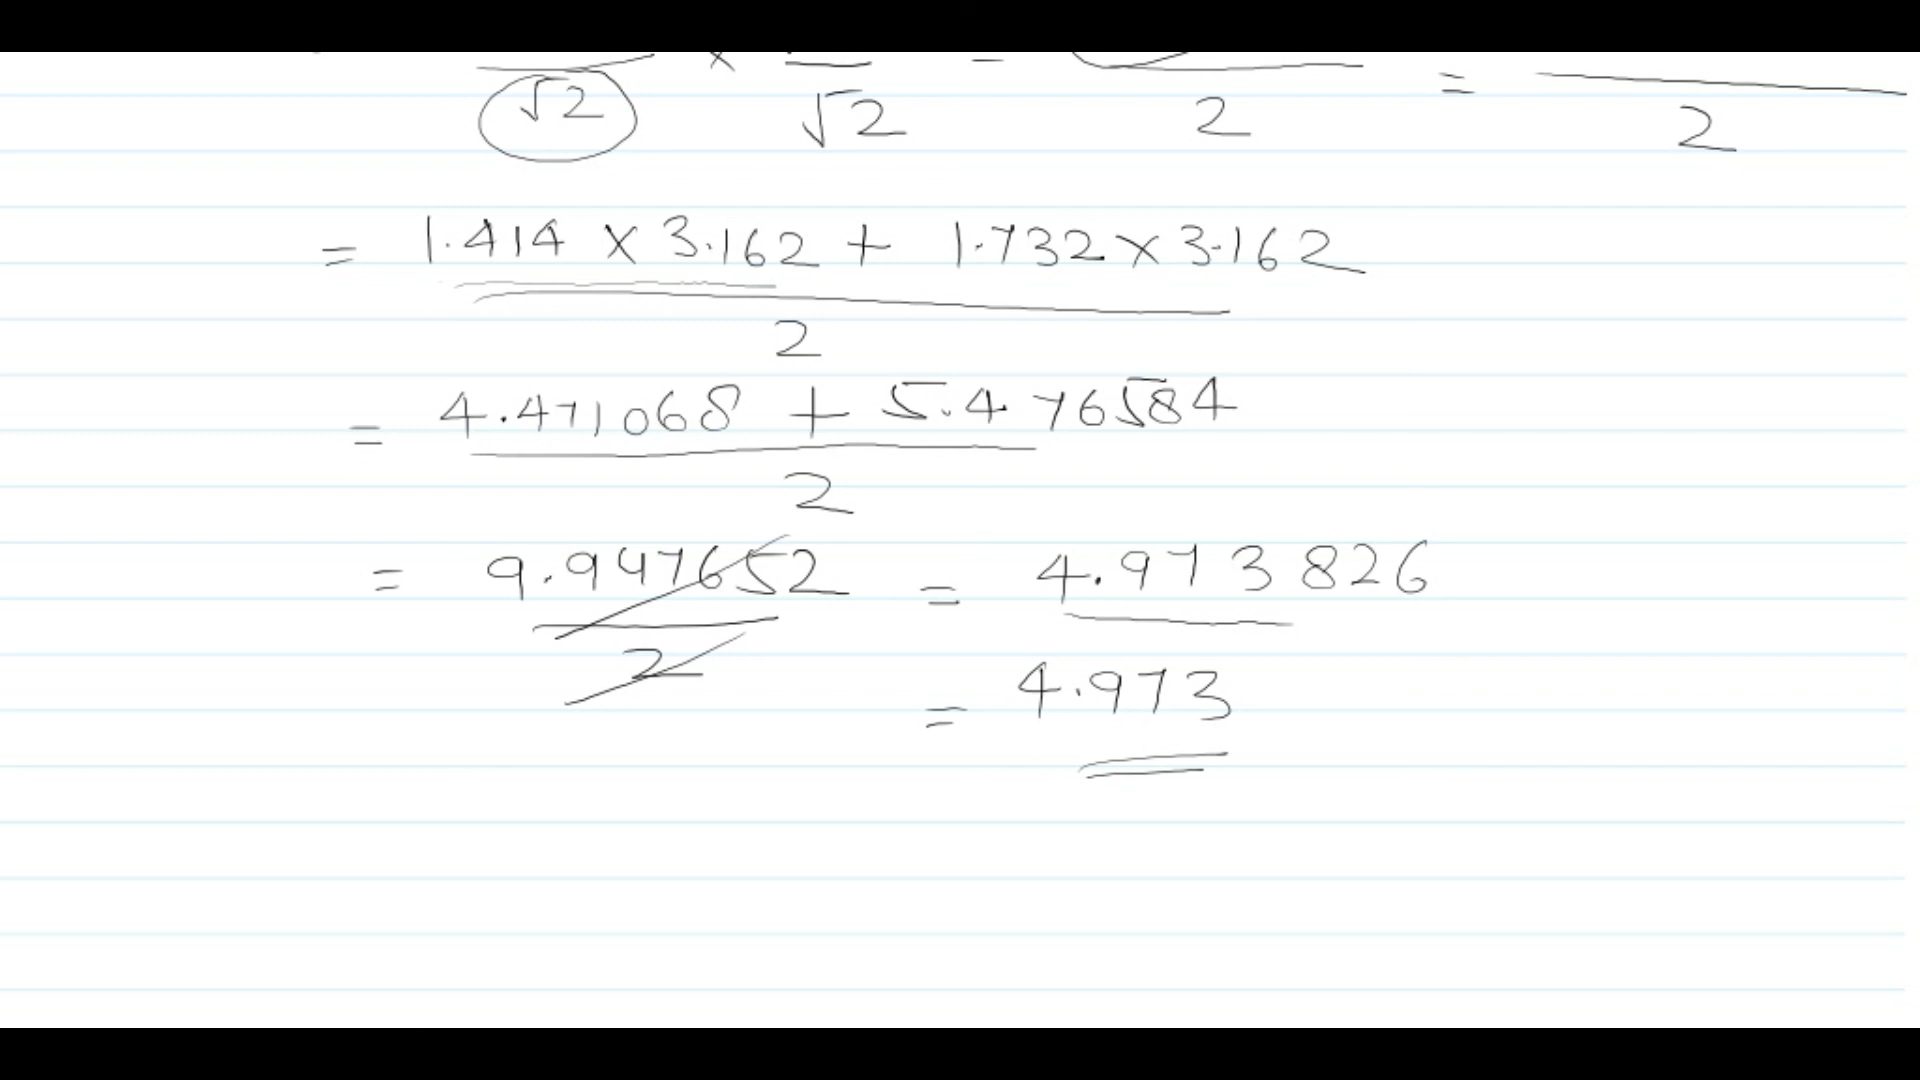 √2 × √2 = 2 = 2
= 1.414 × 3.162 + 1.732 × 3.162
2
= 4.471068 + 5.476584
2
= 9.947652 = 4.973826
2
= 4.973